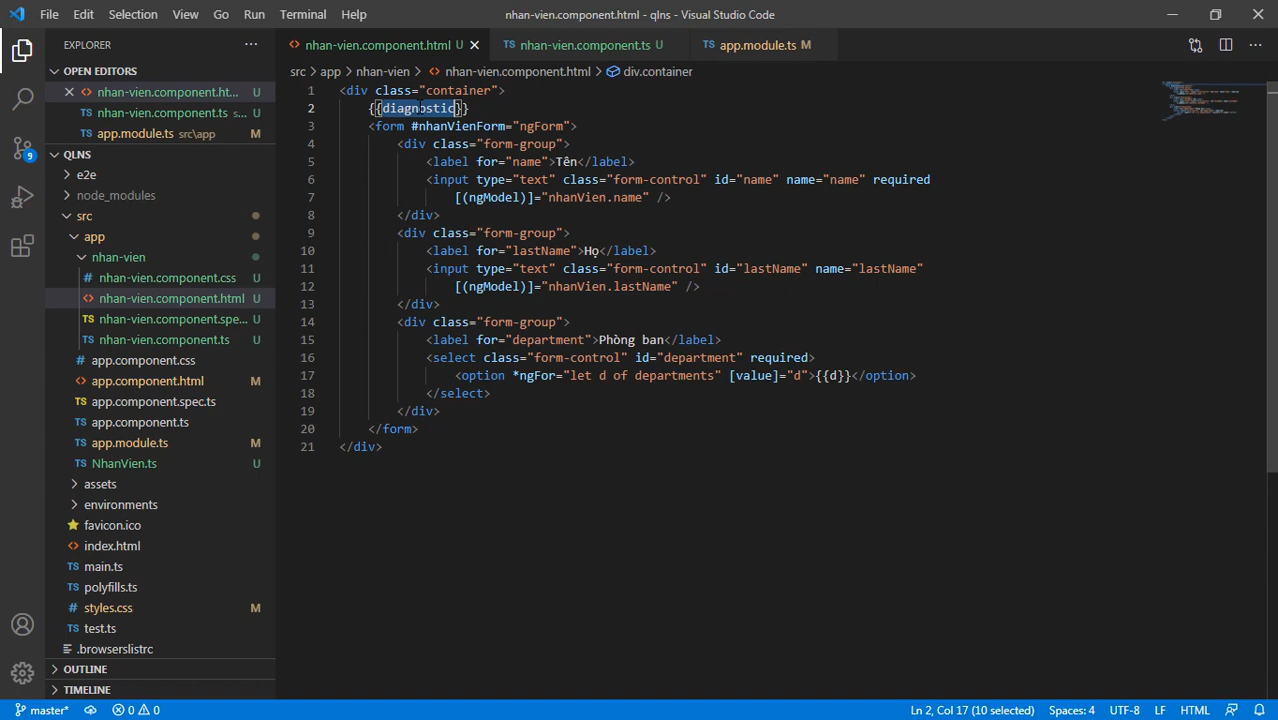 File Edit Selection View Go Run Terminal Help nhan-vien.component.html - qlns - Visual Studio Code
EXPLORER
nhan-vien.component.html U
nhan-vien.component.ts U
app.module.ts M
OPEN EDITORS
nhan-vien.component.ht... U
nhan-vien.component.ts s... U
app.module.ts src\app M
QLNS
e2e
node_modules
src
app
nhan-vien
nhan-vien.component.css U
nhan-vien.component.html U
nhan-vien.component.spe... U
nhan-vien.component.ts U
app.component.css
app.component.html M
app.component.spec.ts
app.component.ts
app.module.ts M
NhanVien.ts U
assets
environments
favicon.ico
index.html
main.ts
polyfills.ts
styles.css M
test.ts
.browserslistrc
OUTLINE
TIMELINE
9
src > app > nhan-vien > nhan-vien.component.html > div.container
1 <div class="container">
2 {{diagnostic}}
3 <form #nhanVienForm="ngForm">
4 <div class="form-group">
5 <label for="name">Tên</label>
6 <input type="text" class="form-control" id="name" name="name" required
7 [(ngModel)]="nhanVien.name" />
8 </div>
9 <div class="form-group">
10 <label for="lastName">Họ</label>
11 <input type="text" class="form-control" id="lastName" name="lastName"
12 [(ngModel)]="nhanVien.lastName" />
13 </div>
14 <div class="form-group">
15 <label for="department">Phòng ban</label>
16 <select class="form-control" id="department" required>
17 <option *ngFor="let d of departments" [value]="d">{{d}}</option>
18 </select>
19 </div>
20 </form>
21 </div>
master* 0 0 Ln 2, Col 17 (10 selected) Spaces: 4 UTF-8 LF HTML